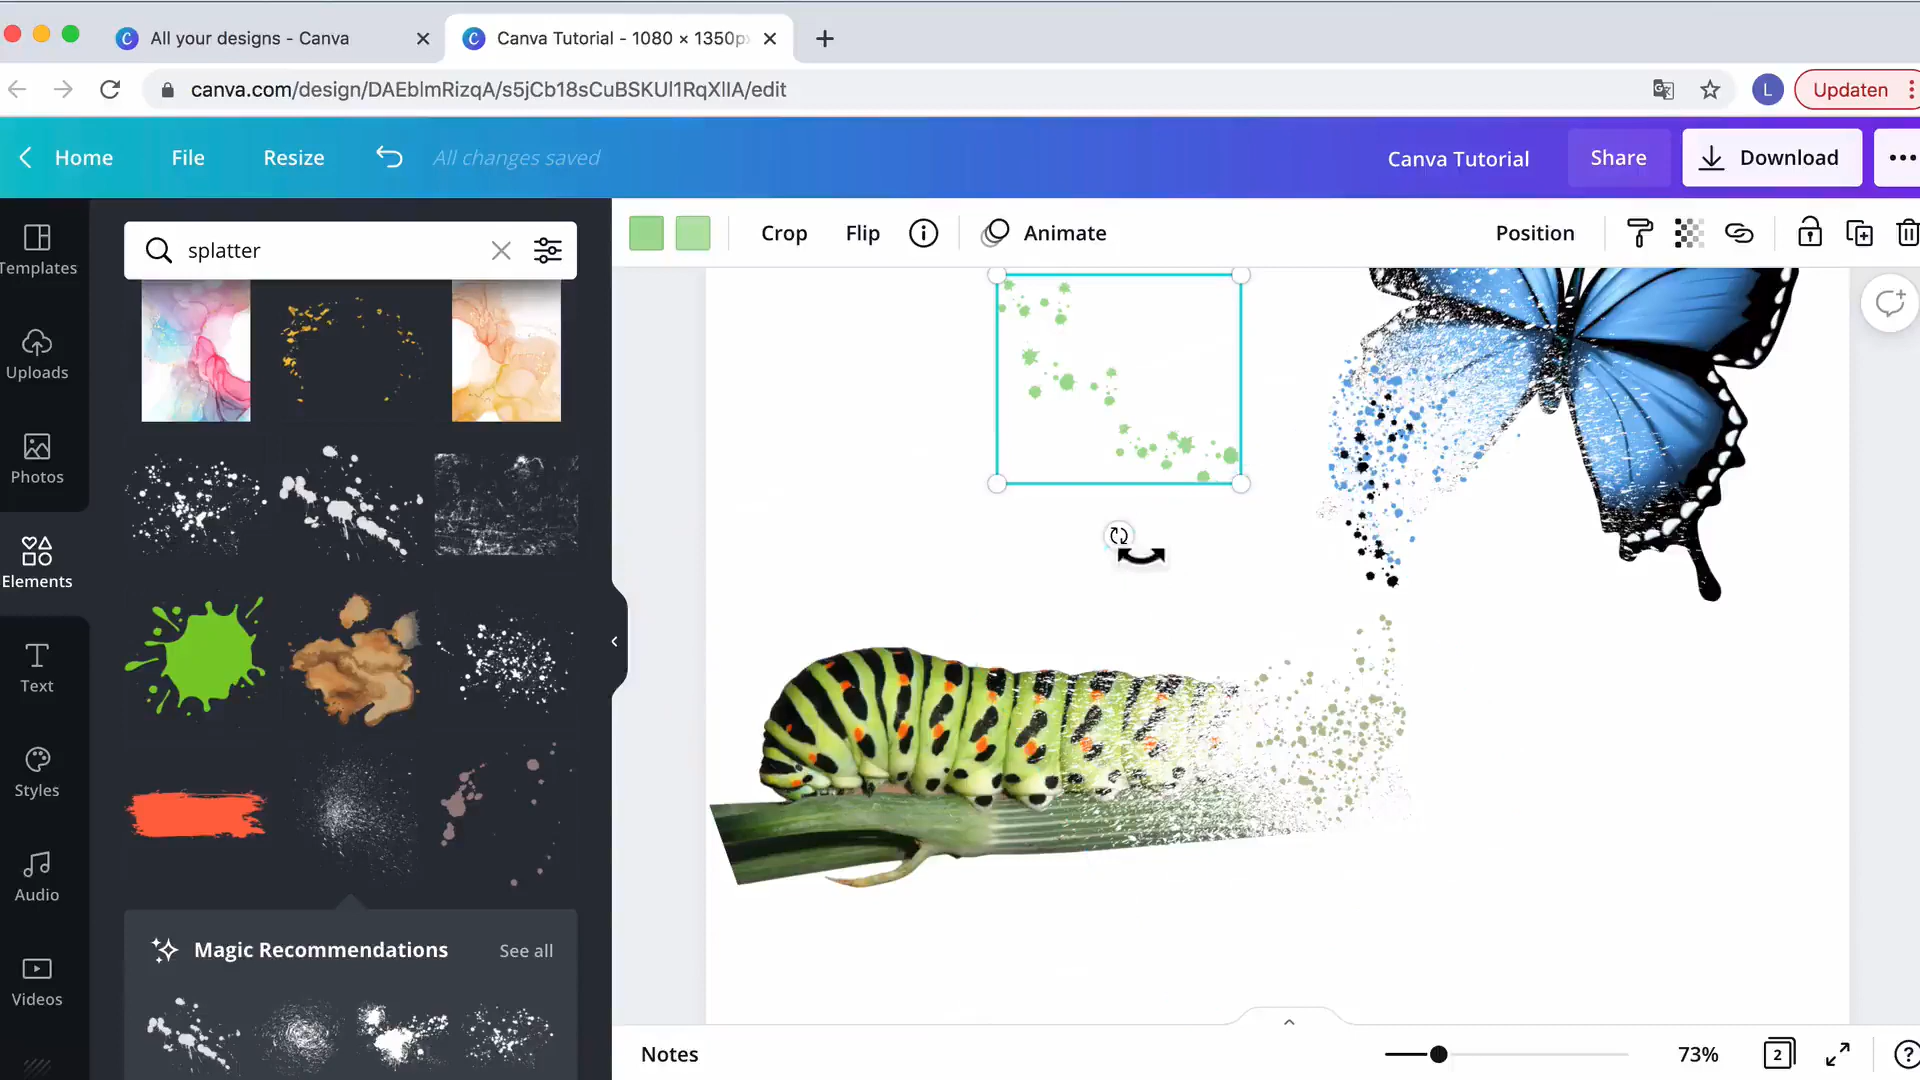 All your designs - Canva
Canva Tutorial - 1080 × 1350p
canva.com/design/DAEblmRizqA/s5jCb18sCuBSKUl1RqXlIA/edit
L
Updaten
Home
File
Resize
All changes saved
Canva Tutorial
Share
Download
splatter
Crop
Flip
Animate
Position
Templates
Uploads
Photos
Elements
Text
Styles
Audio
Videos
Magic Recommendations
See all
Notes
73%
2